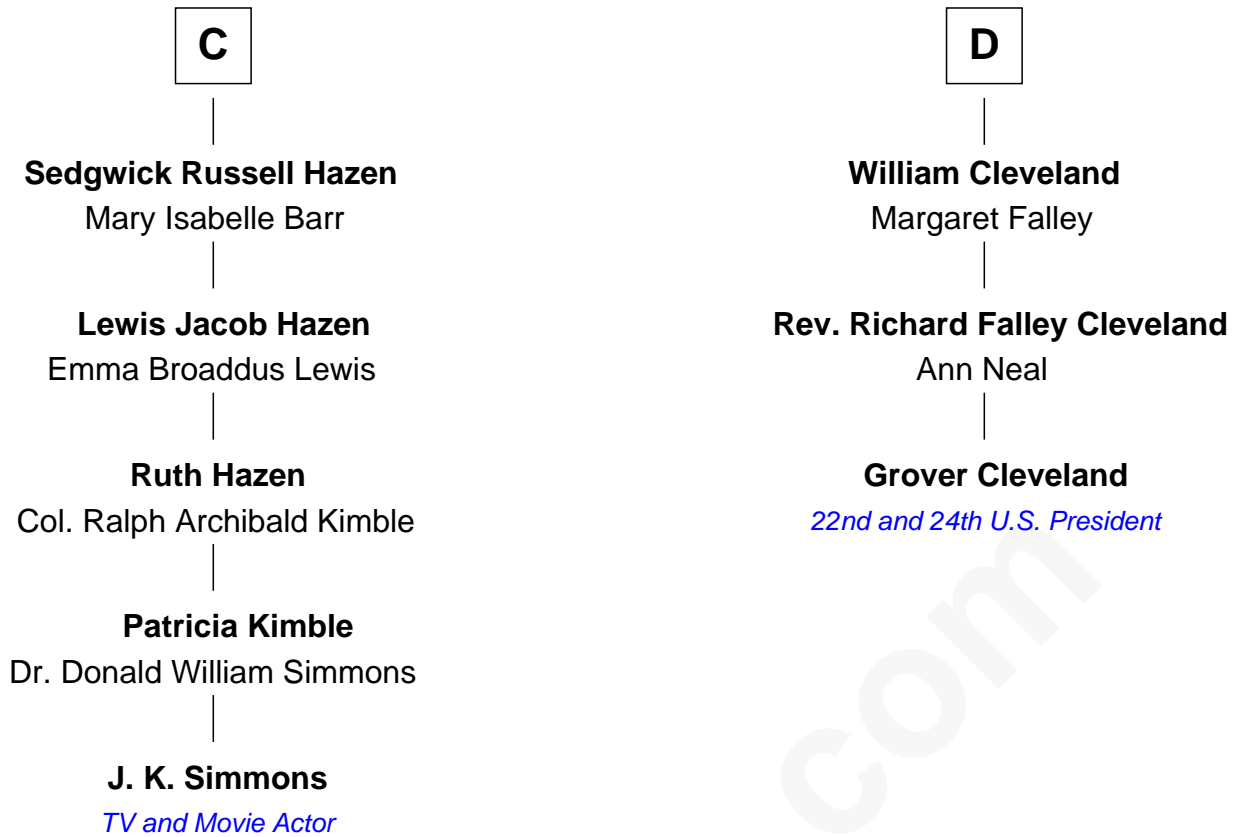 C
Sedgwick Russell Hazen
Mary Isabelle Barr
Lewis Jacob Hazen
Emma Broaddus Lewis
Ruth Hazen
Col. Ralph Archibald Kimble
Patricia Kimble
Dr. Donald William Simmons
J. K. Simmons
TV and Movie Actor
D
William Cleveland
Margaret Falley
Rev. Richard Falley Cleveland
Ann Neal
Grover Cleveland
22nd and 24th U.S. President
com